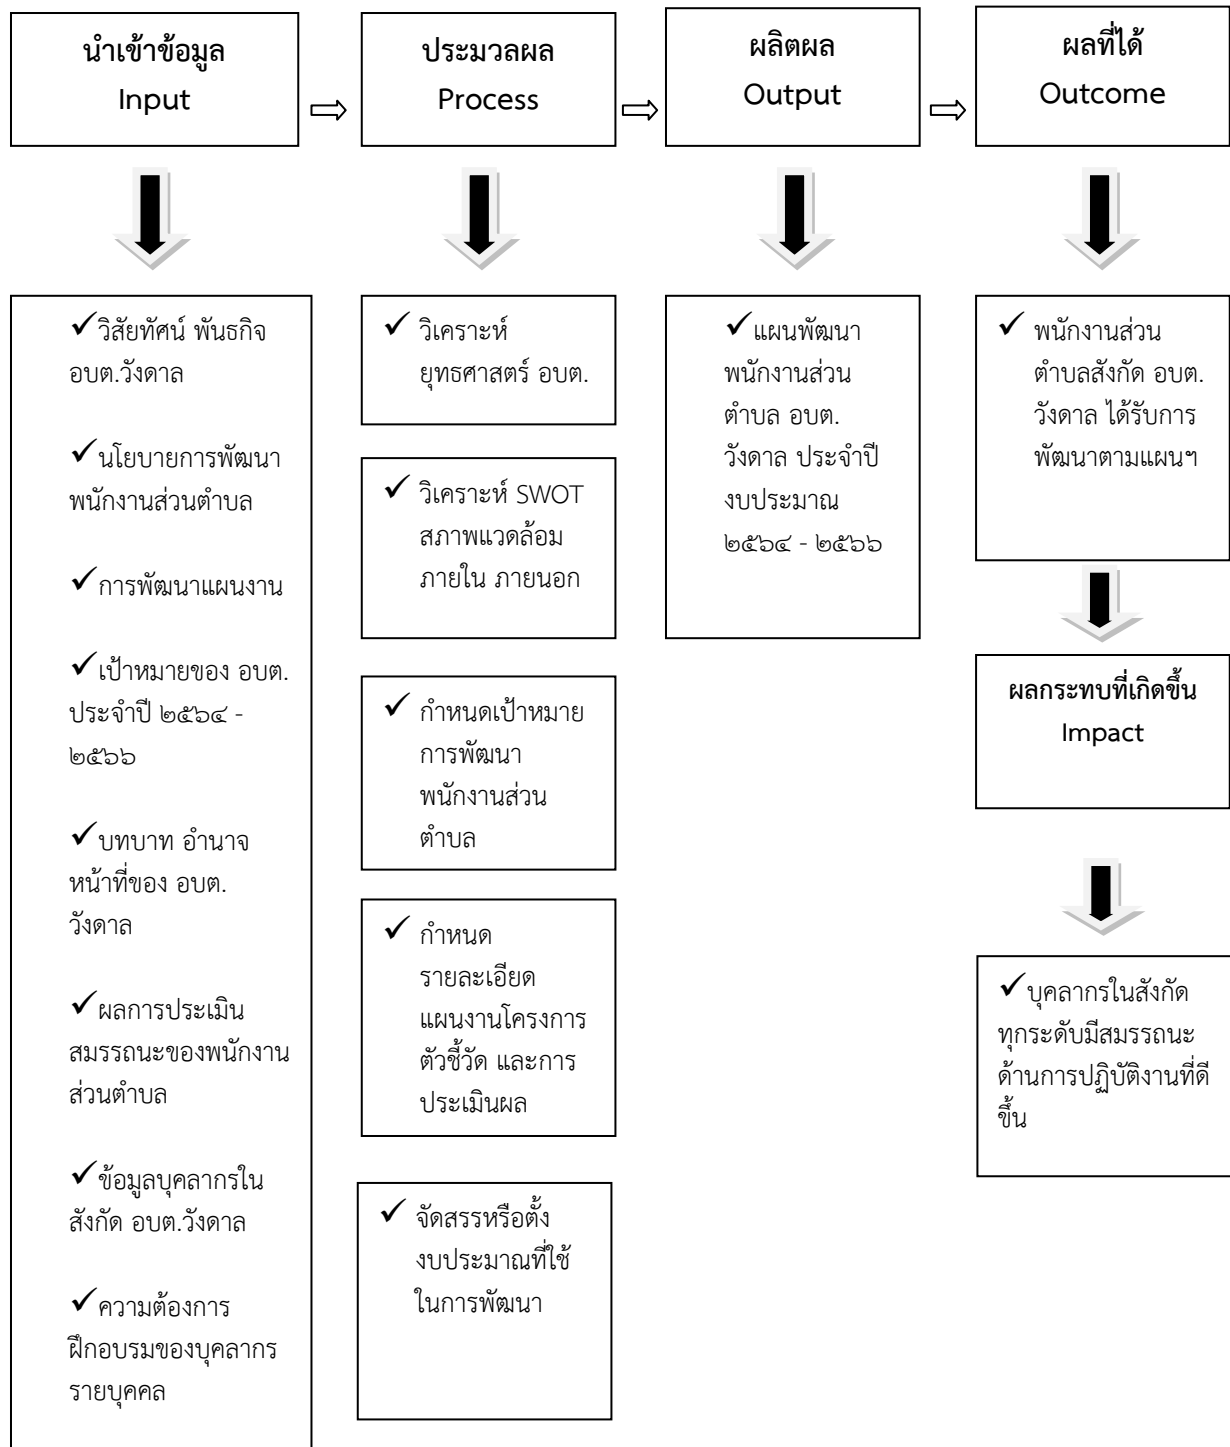 นำเข้าข้อมูล
Input
ประมวลผล
Process
ผลิตผล
Output
ผลที่ได้
Outcome
✓วิสัยทัศน์ พันธกิจ
อบต.วังดาล
✓นโยบายการพัฒนา
พนักงานส่วนตำบล
✓การพัฒนาแผนงาน
✓เป้าหมายของ อบต.
ประจำปี ๒๕๖๔ -
๒๕๖๖
✓บทบาท อำนาจ
หน้าที่ของ อบต.
วังดาล
✓ผลการประเมิน
สมรรถนะของพนักงาน
ส่วนตำบล
✓ข้อมูลบุคลากรใน
สังกัด อบต.วังดาล
✓ความต้องการ
ฝึกอบรมของบุคลากร
รายบุคคล
✓ วิเคราะห์
ยุทธศาสตร์ อบต.
✓ วิเคราะห์ SWOT
สภาพแวดล้อม
ภายใน ภายนอก
✓ กำหนดเป้าหมาย
การพัฒนา
พนักงานส่วน
ตำบล
✓ กำหนด
รายละเอียด
แผนงานโครงการ
ตัวชี้วัด และการ
ประเมินผล
✓ จัดสรรหรือตั้ง
งบประมาณที่ใช้
ในการพัฒนา
✓แผนพัฒนา
พนักงานส่วน
ตำบล อบต.
วังดาล ประจำปี
งบประมาณ
๒๕๖๔ - ๒๕๖๖
✓ พนักงานส่วน
ตำบลสังกัด อบต.
วังดาล ได้รับการ
พัฒนาตามแผนฯ
ผลกระทบที่เกิดขึ้น
Impact
✓บุคลากรในสังกัด
ทุกระดับมีสมรรถนะ
ด้านการปฏิบัติงานที่ดี
ขึ้น